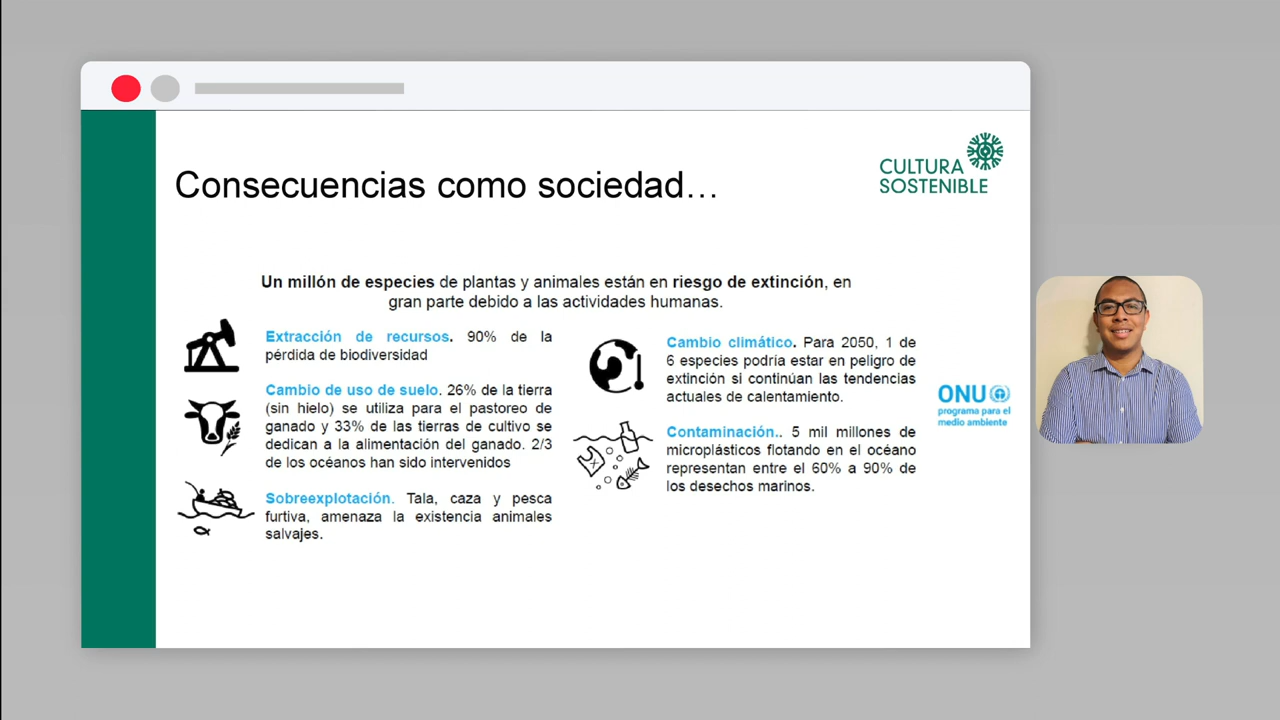 CULTURA
SOSTENIBLE
Consecuencias como sociedad…
Un millón de especies de plantas y animales están en riesgo de extinción, en
gran parte debido a las actividades humanas.
Extracción de recursos. 90% de la
pérdida de biodiversidad
Cambio de uso de suelo. 26% de la tierra
(sin hielo) se utiliza para el pastoreo de
ganado y 33% de las tierras de cultivo se
dedican a la alimentación del ganado. 2/3
de los océanos han sido intervenidos
Sobreexplotación. Tala, caza y pesca
furtiva, amenaza la existencia animales
salvajes.
Cambio climático. Para 2050, 1 de
6 especies podría estar en peligro de
extinción si continúan las tendencias
actuales de calentamiento.
Contaminación.. 5 mil millones de
microplásticos flotando en el océano
representan entre el 60% a 90% de
los desechos marinos.
ONU
programa para el
medio ambiente